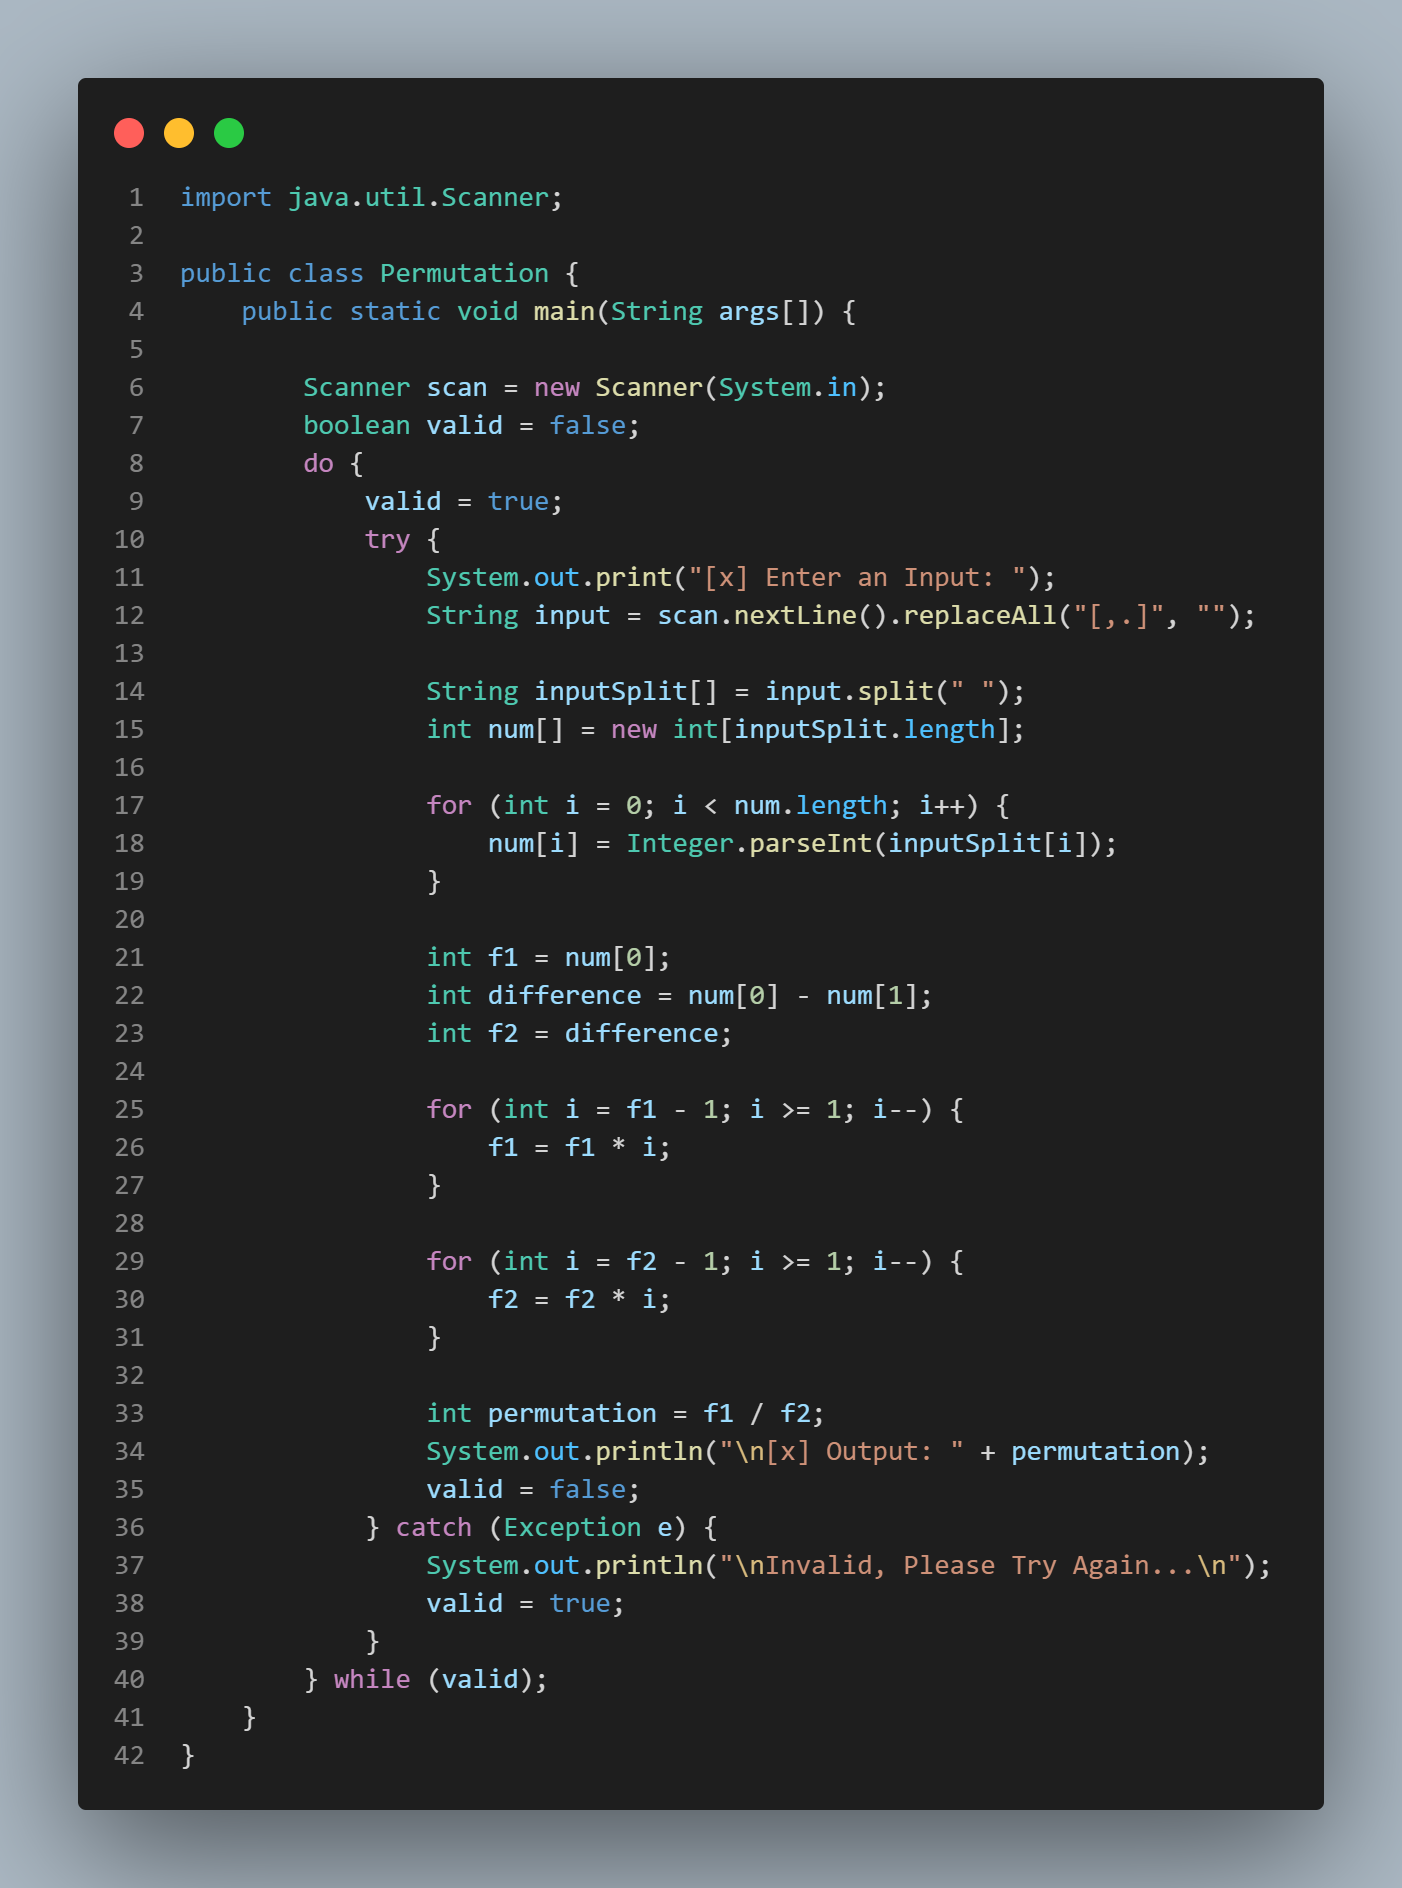 1 import java.util.Scanner;
2
3 public class Permutation {
4     public static void main(String args[]) {
5
6         Scanner scan = new Scanner(System.in);
7         boolean valid = false;
8         do {
9             valid = true;
10             try {
11                 System.out.print("[x] Enter an Input: ");
12                 String input = scan.nextLine().replaceAll("[,.]", "");
13
14                 String inputSplit[] = input.split(" ");
15                 int num[] = new int[inputSplit.length];
16
17                 for (int i = 0; i < num.length; i++) {
18                     num[i] = Integer.parseInt(inputSplit[i]);
19                 }
20
21                 int f1 = num[0];
22                 int difference = num[0] - num[1];
23                 int f2 = difference;
24
25                 for (int i = f1 - 1; i >= 1; i--) {
26                     f1 = f1 * i;
27                 }
28
29                 for (int i = f2 - 1; i >= 1; i--) {
30                     f2 = f2 * i;
31                 }
32
33                 int permutation = f1 / f2;
34                 System.out.println("\n[x] Output: " + permutation);
35                 valid = false;
36             } catch (Exception e) {
37                 System.out.println("\nInvalid, Please Try Again...\n");
38                 valid = true;
39             }
40         } while (valid);
41     }
42 }